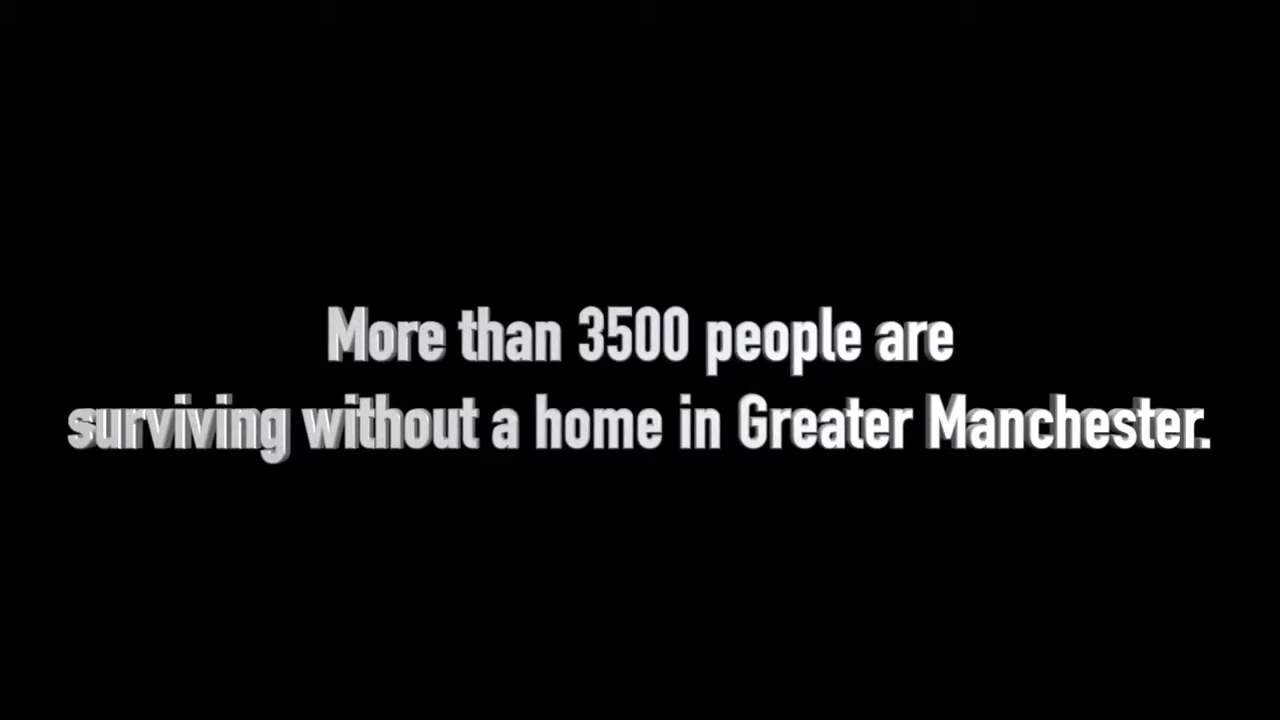 More than 3500 people are
surviving without a home in Greater Manchester.